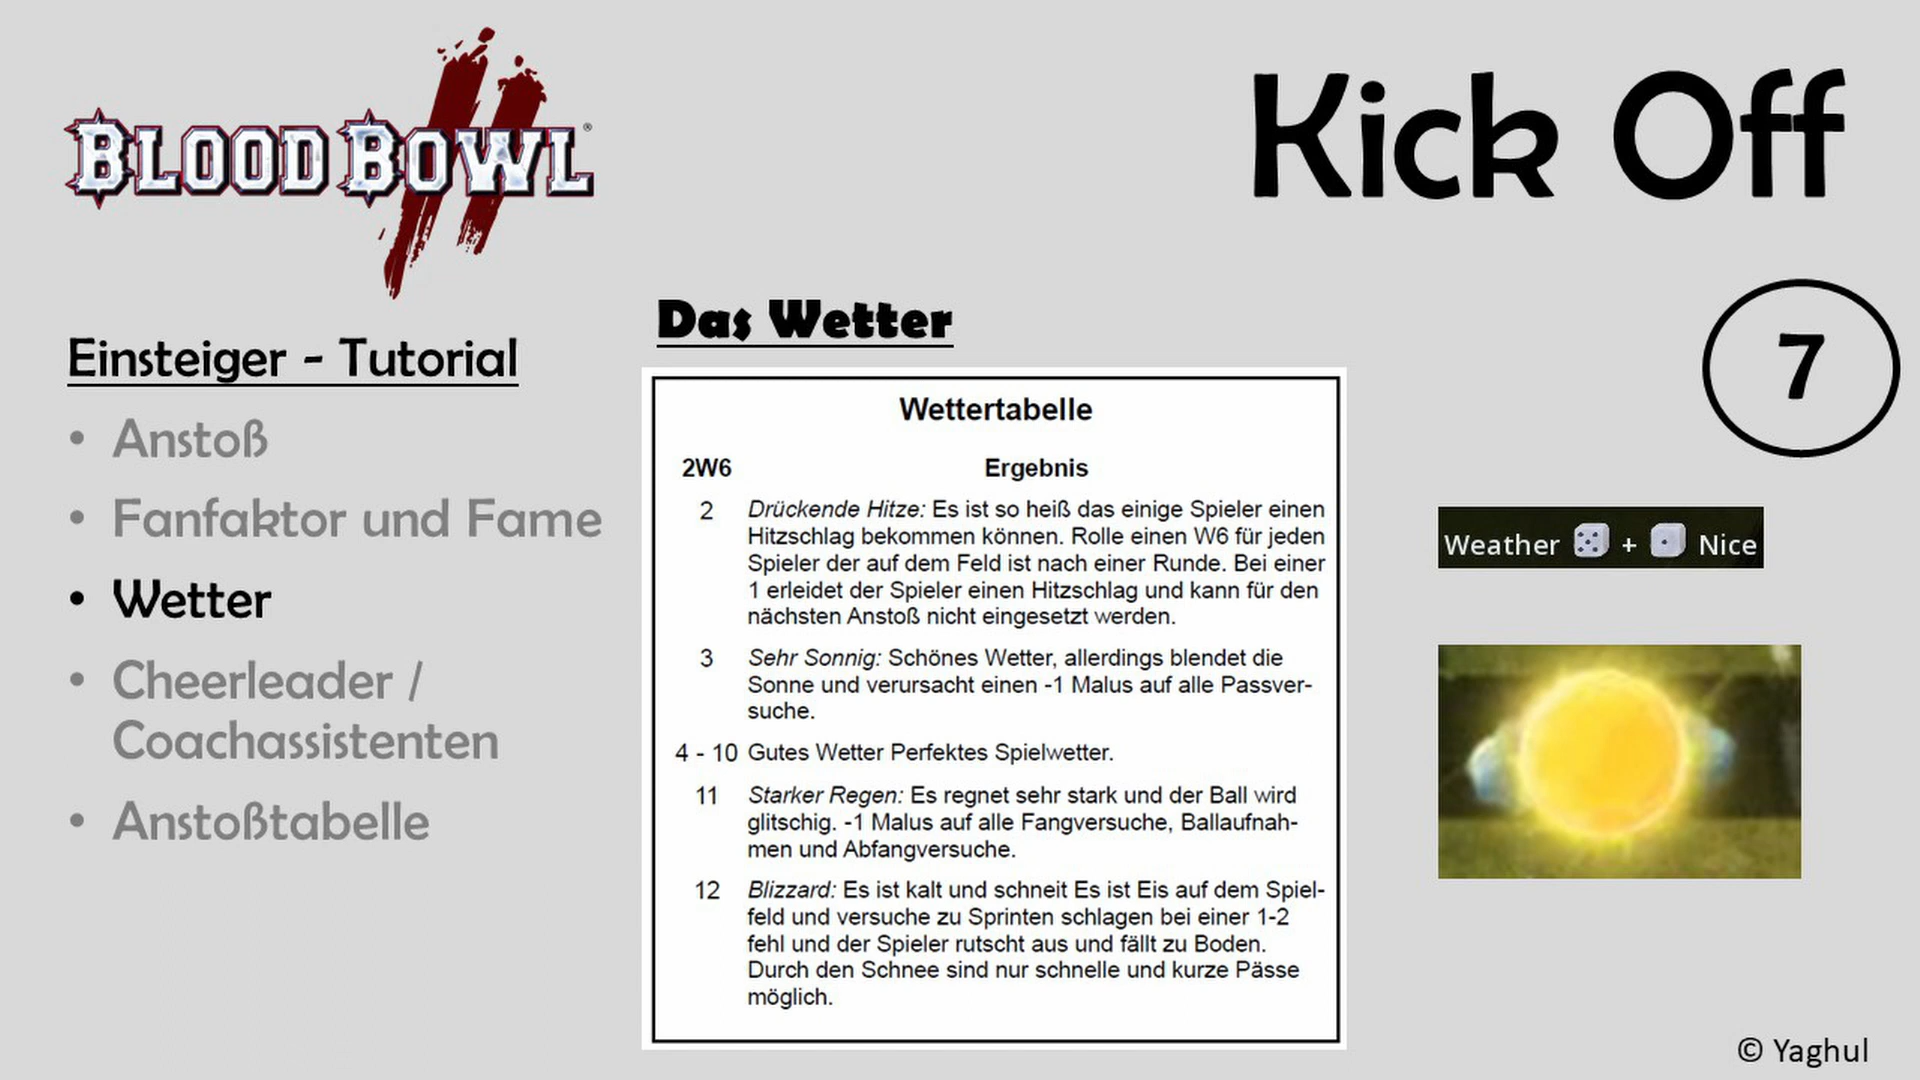 BLOOD BOWL II ®
Kick Off
7
Einsteiger - Tutorial
• Anstoß
• Fanfaktor und Fame
• Wetter
• Cheerleader /
Coachassistenten
• Anstoßtabelle
Das Wetter
Wettertabelle
2W6 Ergebnis
2 Drückende Hitze: Es ist so heiß das einige Spieler einen
Hitzschlag bekommen können. Rolle einen W6 für jeden
Spieler der auf dem Feld ist nach einer Runde. Bei einer
1 erleidet der Spieler einen Hitzschlag und kann für den
nächsten Anstoß nicht eingesetzt werden.
3 Sehr Sonnig: Schönes Wetter, allerdings blendet die
Sonne und verursacht einen -1 Malus auf alle Passver-
suche.
4 - 10 Gutes Wetter Perfektes Spielwetter.
11 Starker Regen: Es regnet sehr stark und der Ball wird
glitschig. -1 Malus auf alle Fangversuche, Ballaufnah-
men und Abfangversuche.
12 Blizzard: Es ist kalt und schneit Es ist Eis auf dem Spiel-
feld und versuche zu Sprinten schlagen bei einer 1-2
fehl und der Spieler rutscht aus und fällt zu Boden.
Durch den Schnee sind nur schnelle und kurze Pässe
möglich.
Weather + Nice
© Yaghul